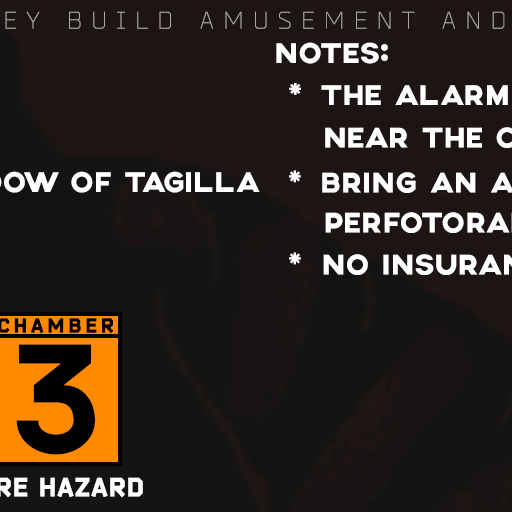 EY BUILD AMUSEMENT AND
NOTES:
* THE ALARM
NEAR THE
OW OF TAGILLA
* BRING AN A
PERFOTORA
* NO INSURAN
CHAMBER
3
RE HAZARD